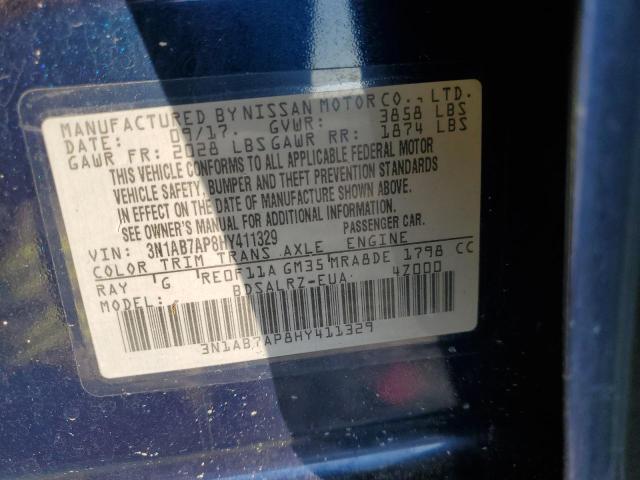 MANUFACTURED BY NISSAN MOTOR CO., LTD.
DATE: 09/17. GVWR: 3858 LBS
GAWR FR: 2028 LBS GAWR RR: 1874 LBS
THIS VEHICLE CONFORMS TO ALL APPLICABLE FEDERAL MOTOR
VEHICLE SAFETY, BUMPER AND THEFT PREVENTION STANDARDS
IN EFFECT ON THE DATE OF MANUFACTURE SHOWN ABOVE.
SEE OWNER'S MANUAL FOR ADDITIONAL INFORMATION.
VIN: 3N1AB7AP8HY411329 PASSENGER CAR.
COLOR TRIM TRANS AXLE ENGINE
RAY G RE0F11A GM35 MRA8DE 1798 CC
MODEL: BDSALRZ-EUA 47000
3N1AB7AP8HY411329